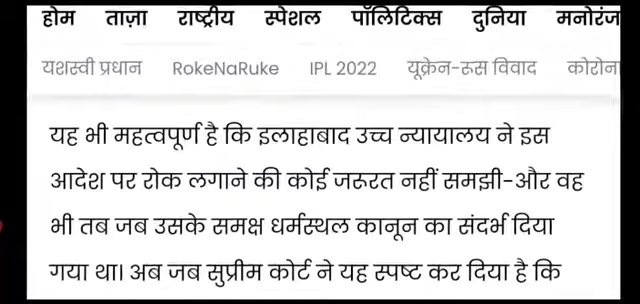 होम ताज़ा राष्ट्रीय स्पेशल पॉलिटिक्स दुनिया मनोरंज
यशस्वी प्रधान RokeNaRuke IPL 2022 यूक्रेन-रूस विवाद कोरोना
यह भी महत्वपूर्ण है कि इलाहाबाद उच्च न्यायालय ने इस
आदेश पर रोक लगाने की कोई जरूरत नहीं समझी-और वह
भी तब जब उसके समक्ष धर्मस्थल कानून का संदर्भ दिया
गया था। अब जब सुप्रीम कोर्ट ने यह स्पष्ट कर दिया है कि